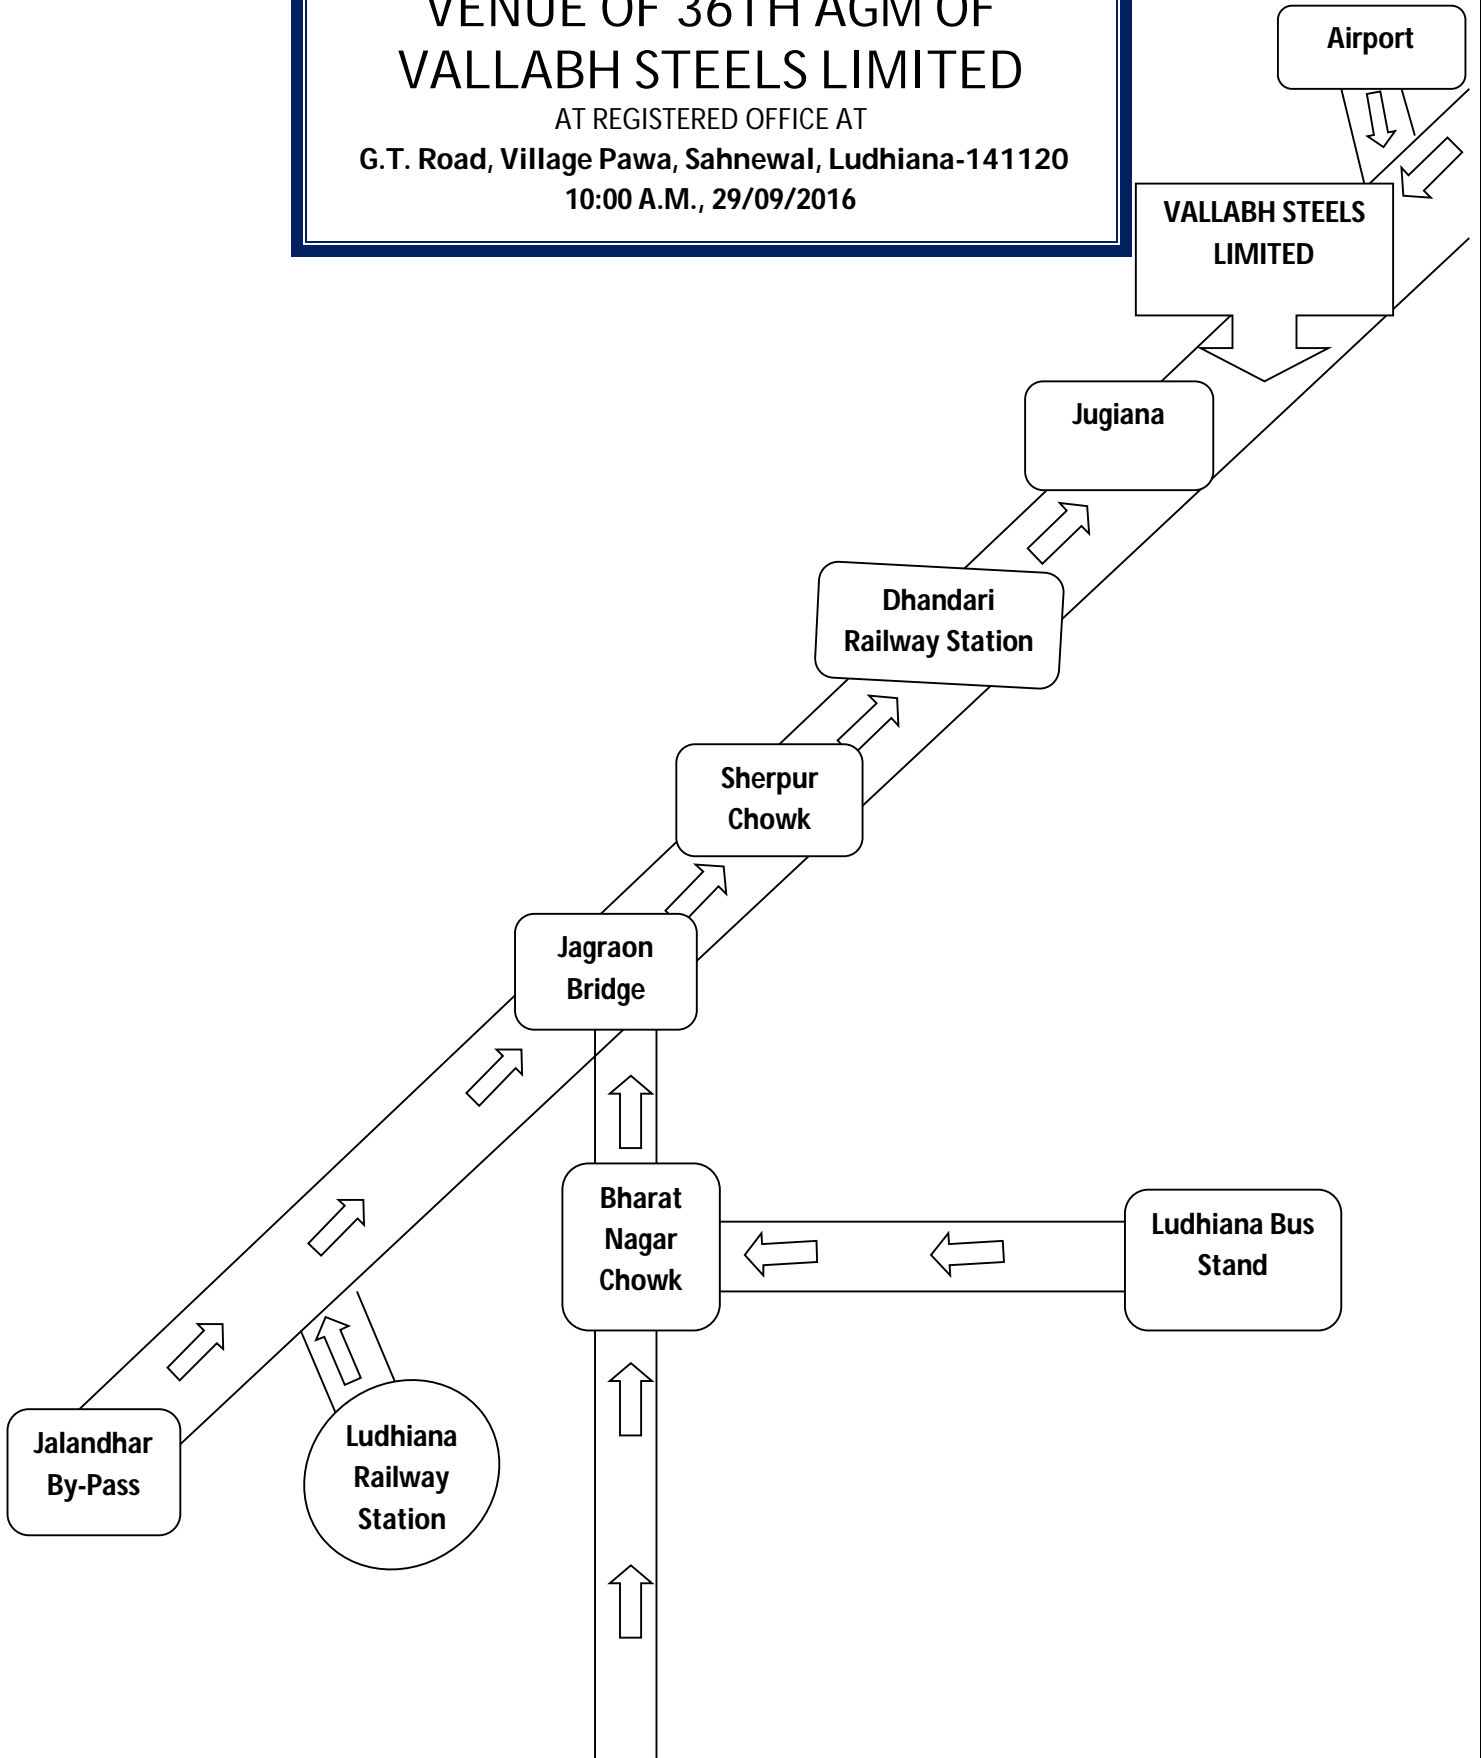 VENUE OF 36TH AGM OF
VALLABH STEELS LIMITED
AT REGISTERED OFFICE AT
G.T. Road, Village Pawa, Sahnewal, Ludhiana-141120
10:00 A.M., 29/09/2016
Airport
VALLABH STEELS
LIMITED
Jugiana
Dhandari
Railway Station
Sherpur
Chowk
Jagraon
Bridge
Bharat
Nagar
Chowk
Ludhiana Bus
Stand
Jalandhar
By-Pass
Ludhiana
Railway
Station